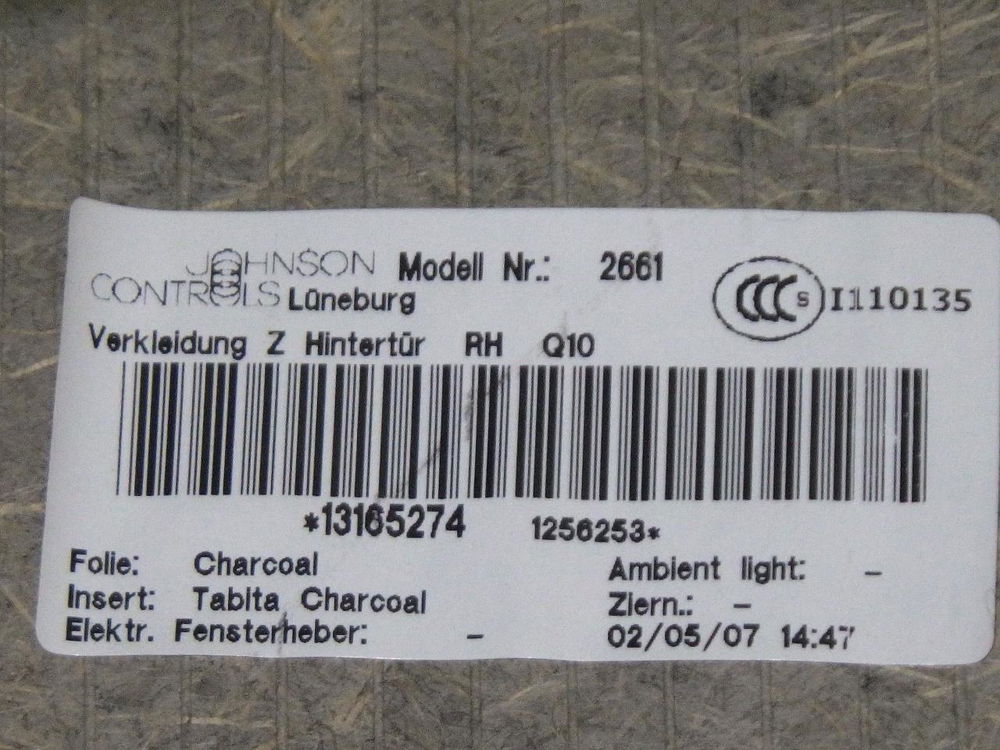 JOHNSON CONTROLS Lüneburg
Modell Nr.: 2661
CCC S I110135
Verkleidung Z Hintertür RH Q10
*13165274 1256253*
Folie: Charcoal
Ambient light: –
Insert: Tabita Charcoal
Ziern.: –
Elektr. Fensterheber: –
02/05/07 14:47